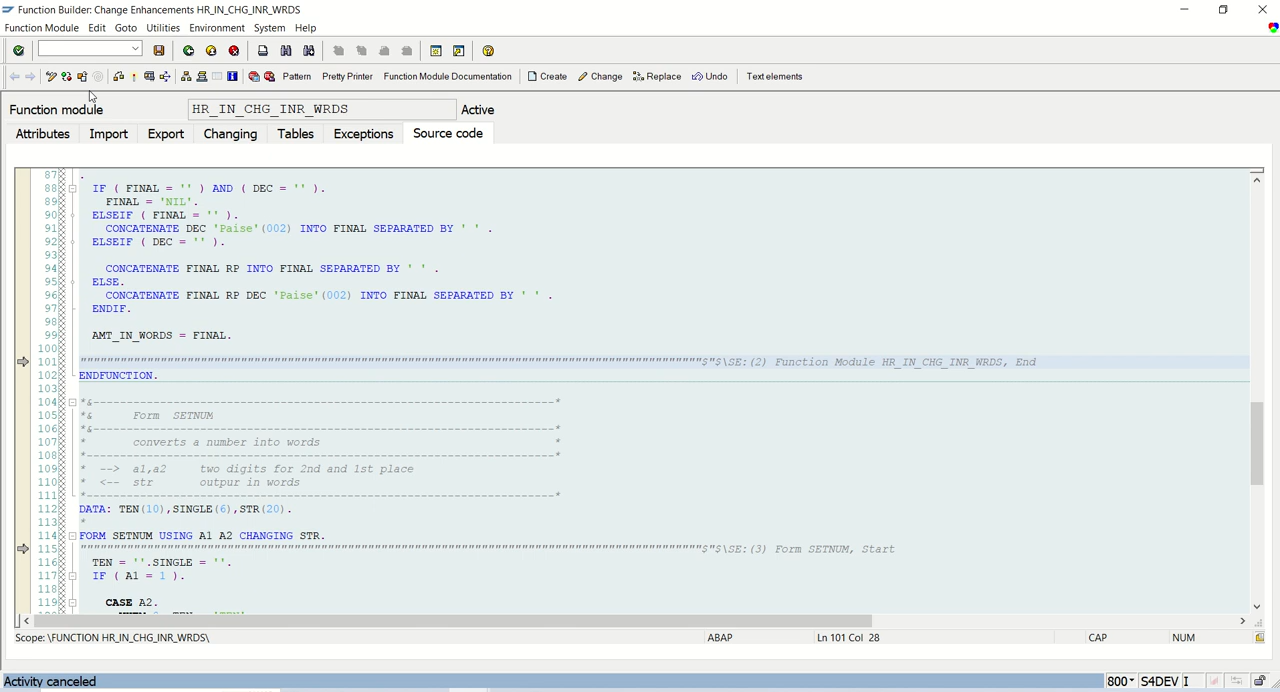 Function Builder: Change Enhancements HR_IN_CHG_INR_WRDS
Function Module Edit Goto Utilities Environment System Help
Pattern Pretty Printer Function Module Documentation Create Change Replace Undo Text elements
Function module HR_IN_CHG_INR_WRDS Active
Attributes Import Export Changing Tables Exceptions Source code
87 .
88 IF ( FINAL = '' ) AND ( DEC = '' ).
89 FINAL = 'NIL'.
90 ELSEIF ( FINAL = '' ).
91 CONCATENATE DEC 'Paise'(002) INTO FINAL SEPARATED BY ' ' .
92 ELSEIF ( DEC = '' ).
93
94 CONCATENATE FINAL RP INTO FINAL SEPARATED BY ' ' .
95 ELSE.
96 CONCATENATE FINAL RP DEC 'Paise'(002) INTO FINAL SEPARATED BY ' ' .
97 ENDIF.
98
99 AMT_IN_WORDS = FINAL.
100
101 """"""""""""""""""""""""""""""""""""""""""""""""""""""""""""""""""""""""""""""""""""""""""""$"$\SE:(2) Function Module HR_IN_CHG_INR_WRDS, End
102 ENDFUNCTION.
103
104 *&---------------------------------------------------------------------*
105 *& Form SETNUM
106 *&---------------------------------------------------------------------*
107 * converts a number into words *
108 *----------------------------------------------------------------------*
109 * --> a1,a2 two digits for 2nd and 1st place
110 * <-- str outpur in words
111 *----------------------------------------------------------------------*
112 DATA: TEN(10),SINGLE(6),STR(20).
113 *
114 FORM SETNUM USING A1 A2 CHANGING STR.
115 """"""""""""""""""""""""""""""""""""""""""""""""""""""""""""""""""""""""""""""""""""""""""""$"$\SE:(3) Form SETNUM, Start
116 TEN = ''.SINGLE = ''.
117 IF ( A1 = 1 ).
118
119 CASE A2.
Scope: \FUNCTION HR_IN_CHG_INR_WRDS\ ABAP Ln 101 Col 28 CAP NUM
Activity canceled 800 S4DEV I